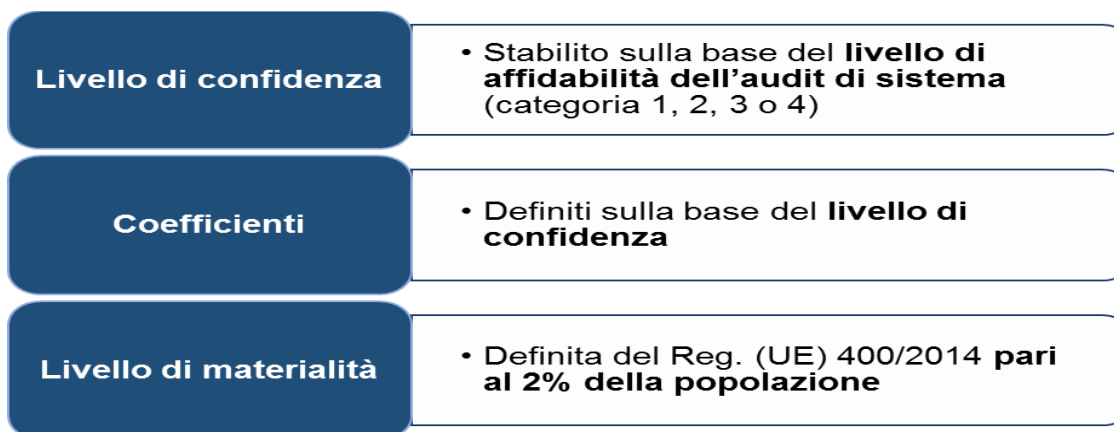 Livello di confidenza
• Stabilito sulla base del livello di
affidabilità dell'audit di sistema
(categoria 1, 2, 3 o 4)
Coefficienti
• Definiti sulla base del livello di
confidenza
Livello di materialità
• Definita del Reg. (UE) 400/2014 pari
al 2% della popolazione